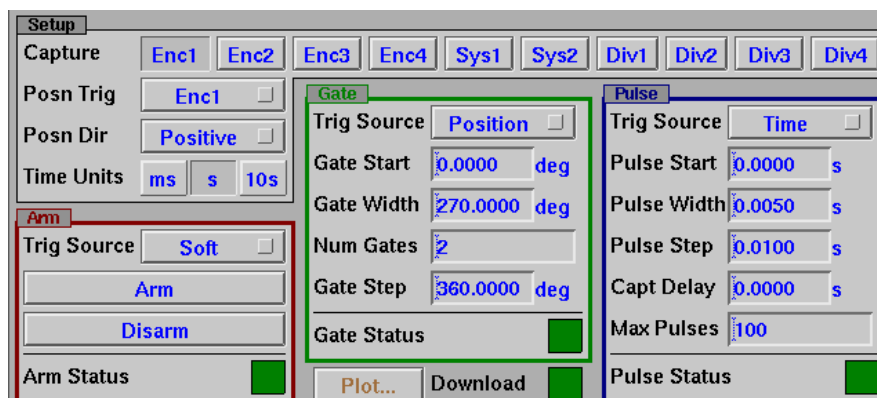 Setup
Capture Enc1 Enc2 Enc3 Enc4 Sys1 Sys2 Div1 Div2 Div3 Div4
Posn Trig Enc1
Posn Dir Positive
Time Units ms s 10s
Arm
Trig Source Soft
Arm
Disarm
Arm Status
Gate
Trig Source Position
Gate Start 0.0000 deg
Gate Width 270.0000 deg
Num Gates 2
Gate Step 360.0000 deg
Gate Status
Plot... Download
Pulse
Trig Source Time
Pulse Start 0.0000 s
Pulse Width 0.0050 s
Pulse Step 0.0100 s
Capt Delay 0.0000 s
Max Pulses 100
Pulse Status